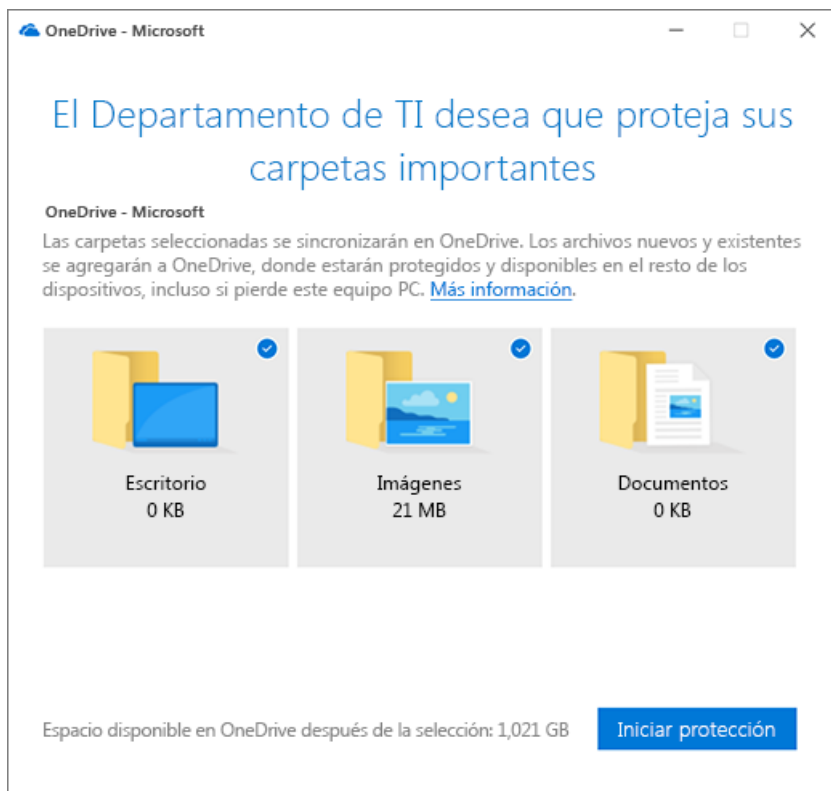 OneDrive - Microsoft
El Departamento de TI desea que proteja sus
carpetas importantes
OneDrive - Microsoft
Las carpetas seleccionadas se sincronizarán en OneDrive. Los archivos nuevos y existentes
se agregarán a OneDrive, donde estarán protegidos y disponibles en el resto de los
dispositivos, incluso si pierde este equipo PC. Más información.
Escritorio
0 KB
Imágenes
21 MB
Documentos
0 KB
Espacio disponible en OneDrive después de la selección: 1,021 GB
Iniciar protección